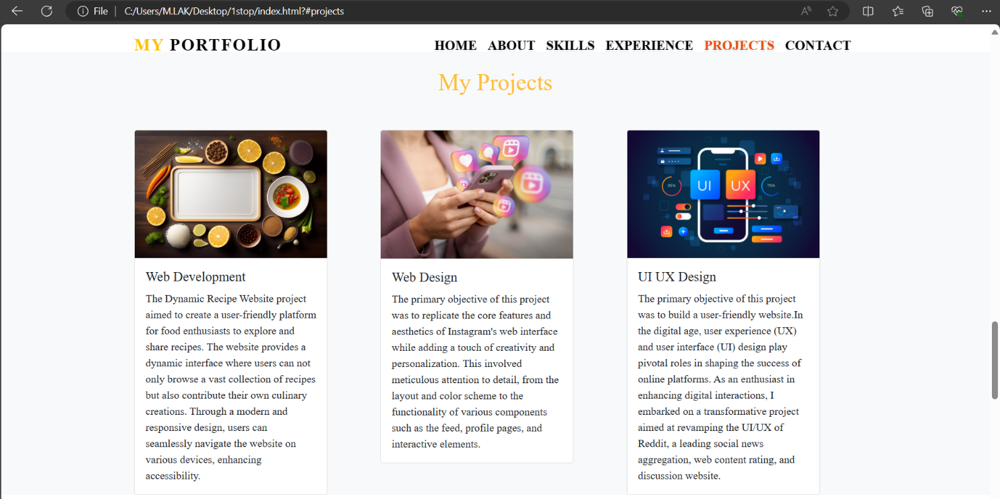 File
C:/Users/M.LAK/Desktop/1stop/index.html?#projects
MY PORTFOLIO
HOME ABOUT SKILLS EXPERIENCE PROJECTS CONTACT
My Projects
Web Development
The Dynamic Recipe Website project
aimed to create a user-friendly platform
for food enthusiasts to explore and
share recipes. The website provides a
dynamic interface where users can not
only browse a vast collection of recipes
but also contribute their own culinary
creations. Through a modern and
responsive design, users can
seamlessly navigate the website on
various devices, enhancing
accessibility.
Web Design
The primary objective of this project
was to replicate the core features and
aesthetics of Instagram's web interface
while adding a touch of creativity and
personalization. This involved
meticulous attention to detail, from the
layout and color scheme to the
functionality of various components
such as the feed, profile pages, and
interactive elements.
95%
UI
UX
75%
UI UX Design
The primary objective of this project
was to build a user-friendly website.In
the digital age, user experience (UX)
and user interface (UI) design play
pivotal roles in shaping the success of
online platforms. As an enthusiast in
enhancing digital interactions, I
embarked on a transformative project
aimed at revamping the UI/UX of
Reddit, a leading social news
aggregation, web content rating, and
discussion website.